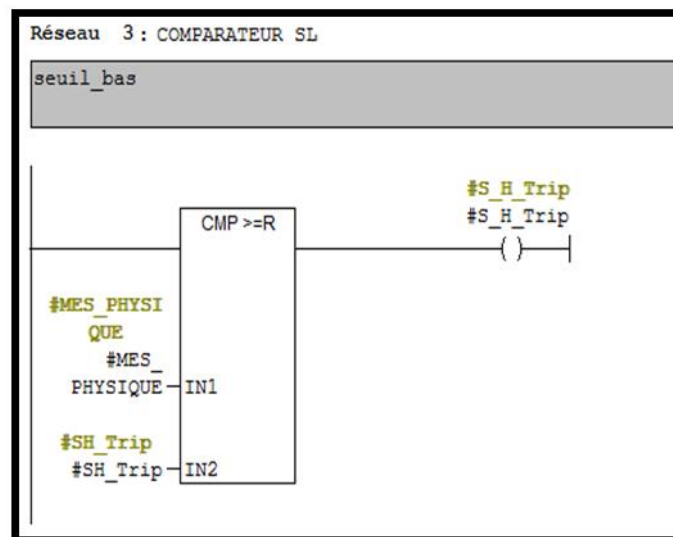 Réseau 3 : COMPARATEUR SL
seuil_bas
#S_H_Trip
#S_H_Trip
CMP >=R
#MES_PHYSI
QUE
#MES_
PHYSIQUE
IN1
#SH_Trip
#SH_Trip
IN2